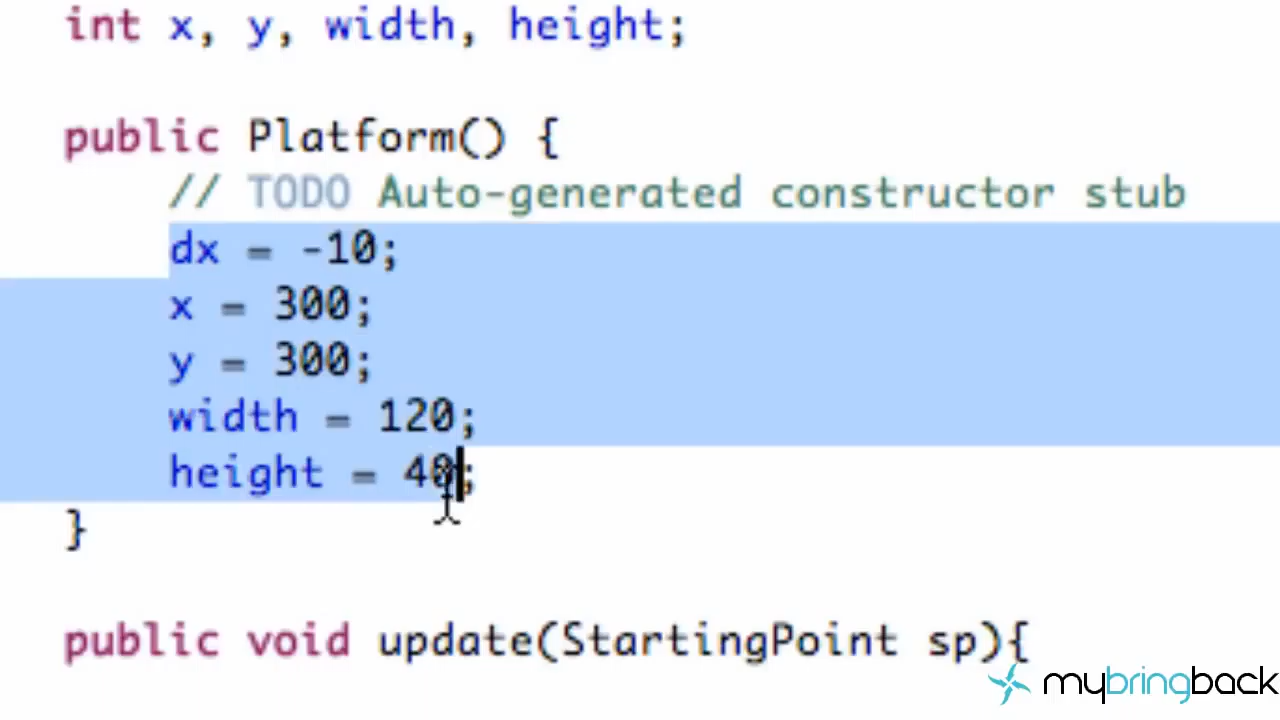 int x, y, width, height;
public Platform() {
// TODO Auto-generated constructor stub
dx = -10;
x = 300;
y = 300;
width = 120;
height = 40;
}
public void update(StartingPoint sp){
mybringback